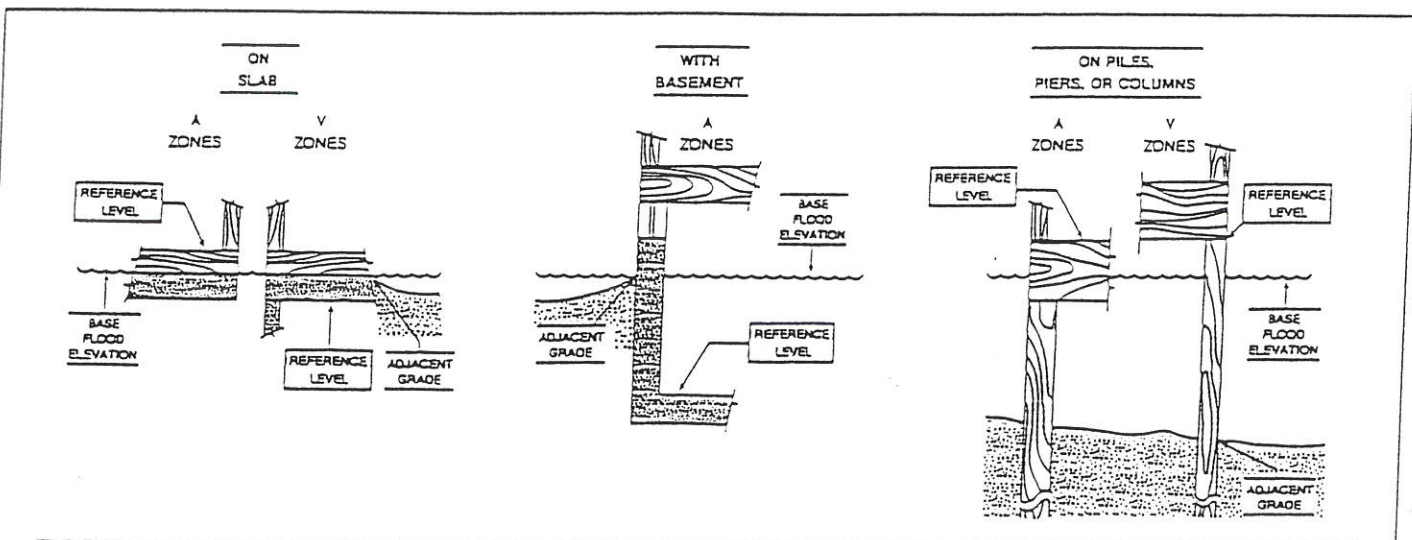 ON
SLAB
A
ZONES
V
ZONES
REFERENCE
LEVEL
BASE
FLOOD
ELEVATION
REFERENCE
LEVEL
ADJACENT
GRADE
WITH
BASEMENT
A
ZONES
BASE
FLOOD
ELEVATION
ADJACENT
GRADE
REFERENCE
LEVEL
ON PILES,
PIERS, OR COLUMNS
A
ZONES
V
ZONES
REFERENCE
LEVEL
REFERENCE
LEVEL
BASE
FLOOD
ELEVATION
ADJACENT
GRADE